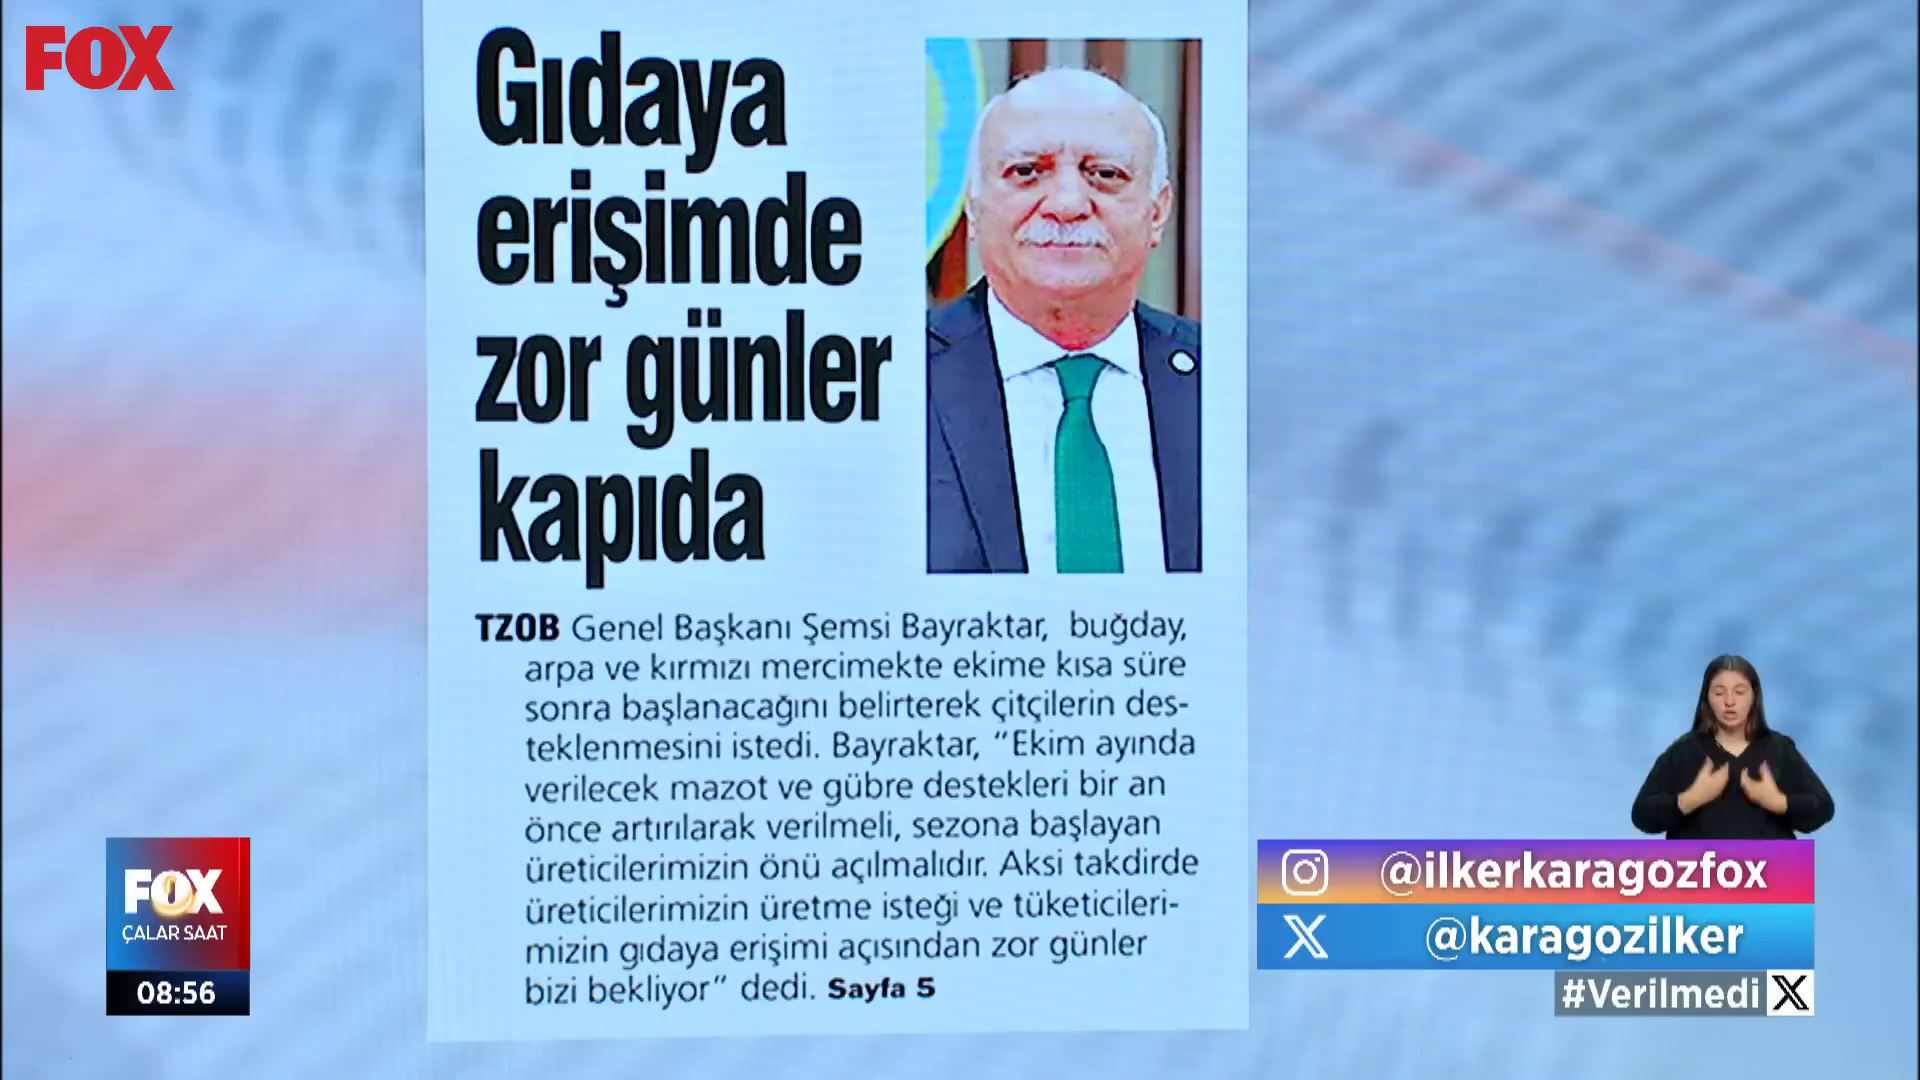 FOX
Gıdaya
erişimde
zor günler
kapıda
TZOB Genel Başkanı Şemsi Bayraktar, buğday,
arpa ve kırmızı mercimekte ekime kısa süre
sonra başlanacağını belirterek çitçilerin des-
teklenmesini istedi. Bayraktar, “Ekim ayında
verilecek mazot ve gübre destekleri bir an
önce artırılarak verilmeli, sezona başlayan
üreticilerimizin önü açılmalıdır. Aksi takdirde
üreticilerimizin üretme isteği ve tüketicileri-
mizin gıdaya erişimi açısından zor günler
bizi bekliyor” dedi. Sayfa 5
FOX
ÇALAR SAAT
08:56
@ilkerkaragozfox
X @karagozilker
#Verilmedi X